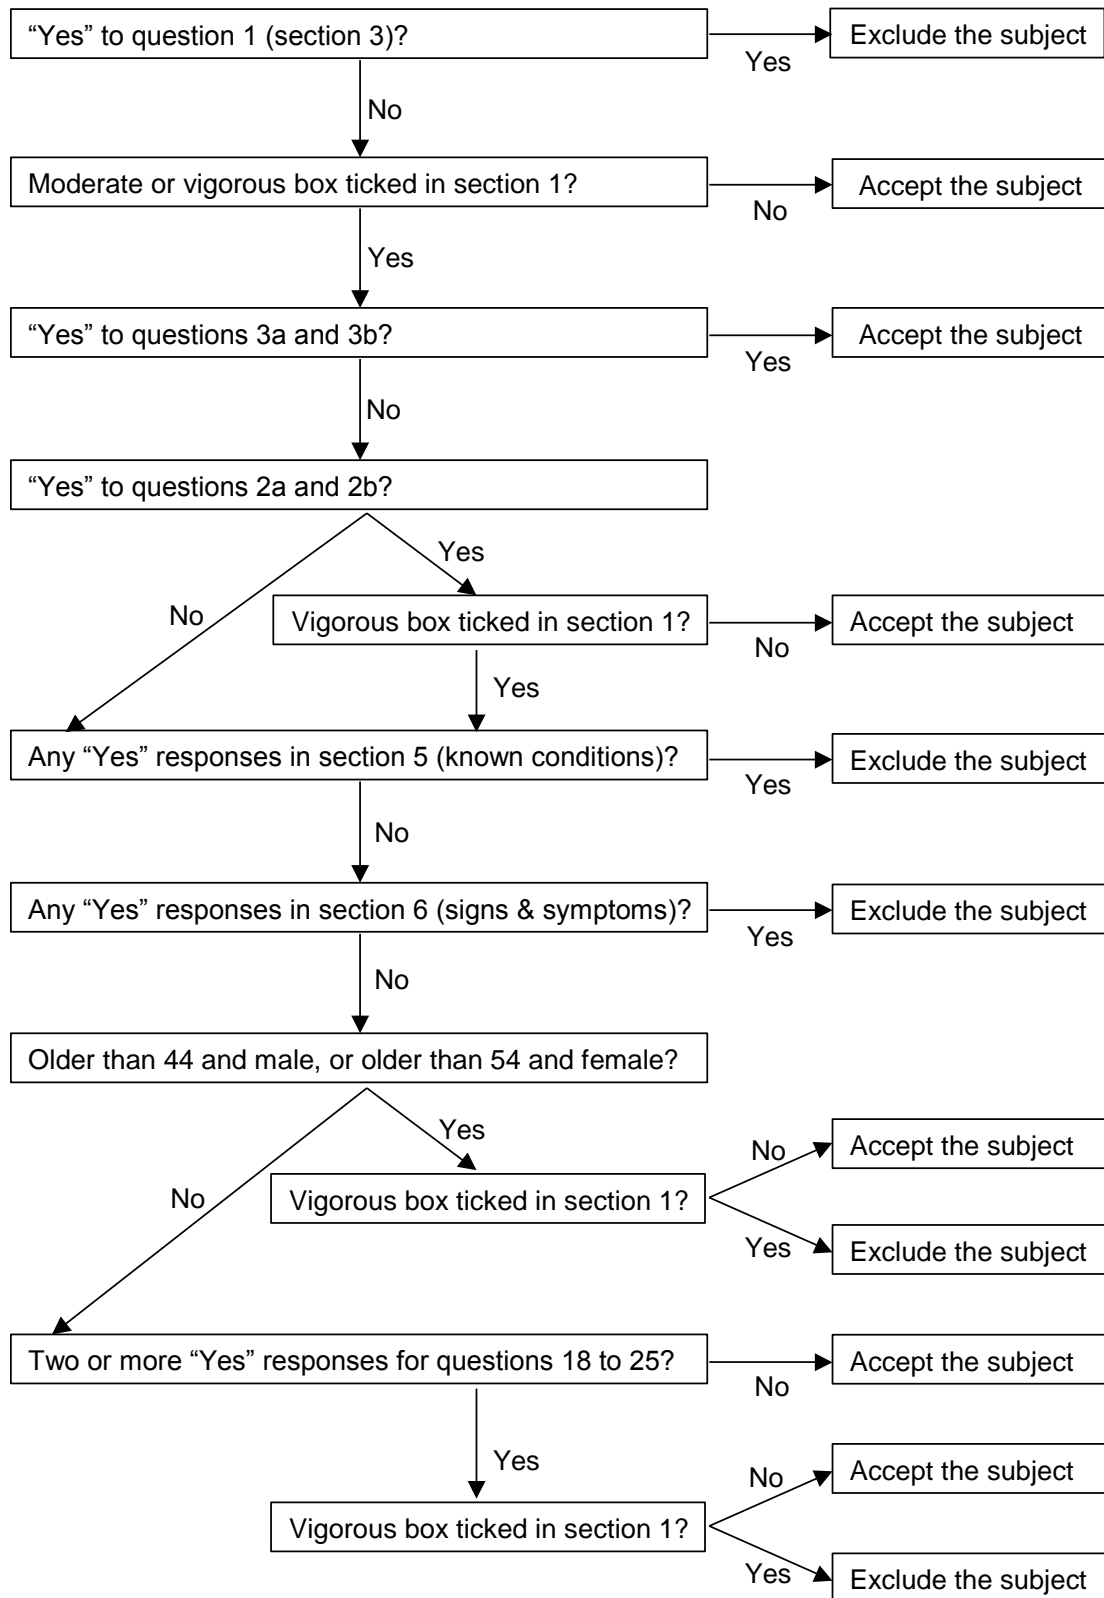 “Yes” to question 1 (section 3)?
Exclude the subject
Yes
No
Moderate or vigorous box ticked in section 1?
Accept the subject
No
Yes
“Yes” to questions 3a and 3b?
Accept the subject
Yes
No
“Yes” to questions 2a and 2b?
Yes
No
Vigorous box ticked in section 1?
Accept the subject
No
Yes
Any “Yes” responses in section 5 (known conditions)?
Exclude the subject
Yes
No
Any “Yes” responses in section 6 (signs & symptoms)?
Exclude the subject
Yes
No
Older than 44 and male, or older than 54 and female?
Yes
No
Vigorous box ticked in section 1?
No
Accept the subject
Yes
Exclude the subject
Two or more “Yes” responses for questions 18 to 25?
Accept the subject
No
Yes
Vigorous box ticked in section 1?
No
Accept the subject
Yes
Exclude the subject